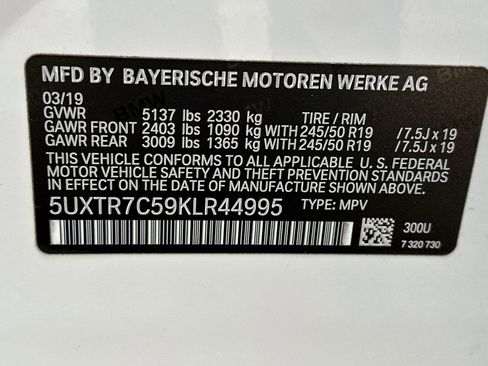 MFD BY BAYERISCHE MOTOREN WERKE AG
03/19
GVWR 5137 lbs 2330 kg TIRE / RIM
GAWR FRONT 2403 lbs 1090 kg WITH 245/50 R19 /7.5J x 19
GAWR REAR 3009 lbs 1365 kg WITH 245/50 R19 /7.5J x 19
THIS VEHICLE CONFORMS TO ALL APPLICABLE U. S. FEDERAL
MOTOR VEHICLE SAFETY AND THEFT PREVENTION STANDARDS
IN EFFECT ON THE DATE OF MANUFACTURE SHOWN ABOVE.
5UXTR7C59KLR44995 TYPE: MPV
300U
7 320 730